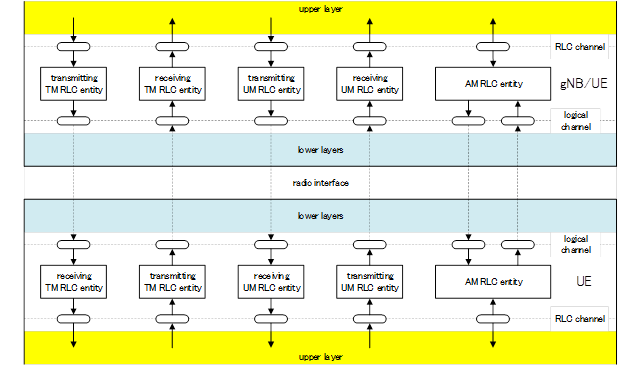 upper layer
RLC channel
transmitting
TM RLC entity
receiving
TM RLC entity
transmitting
UM RLC entity
receiving
UM RLC entity
AM RLC entity
gNB/UE
logical
channel
lower layers
radio interface
lower layers
logical
channel
receiving
TM RLC entity
transmitting
TM RLC entity
receiving
UM RLC entity
transmitting
UM RLC entity
AM RLC entity
UE
RLC channel
upper layer